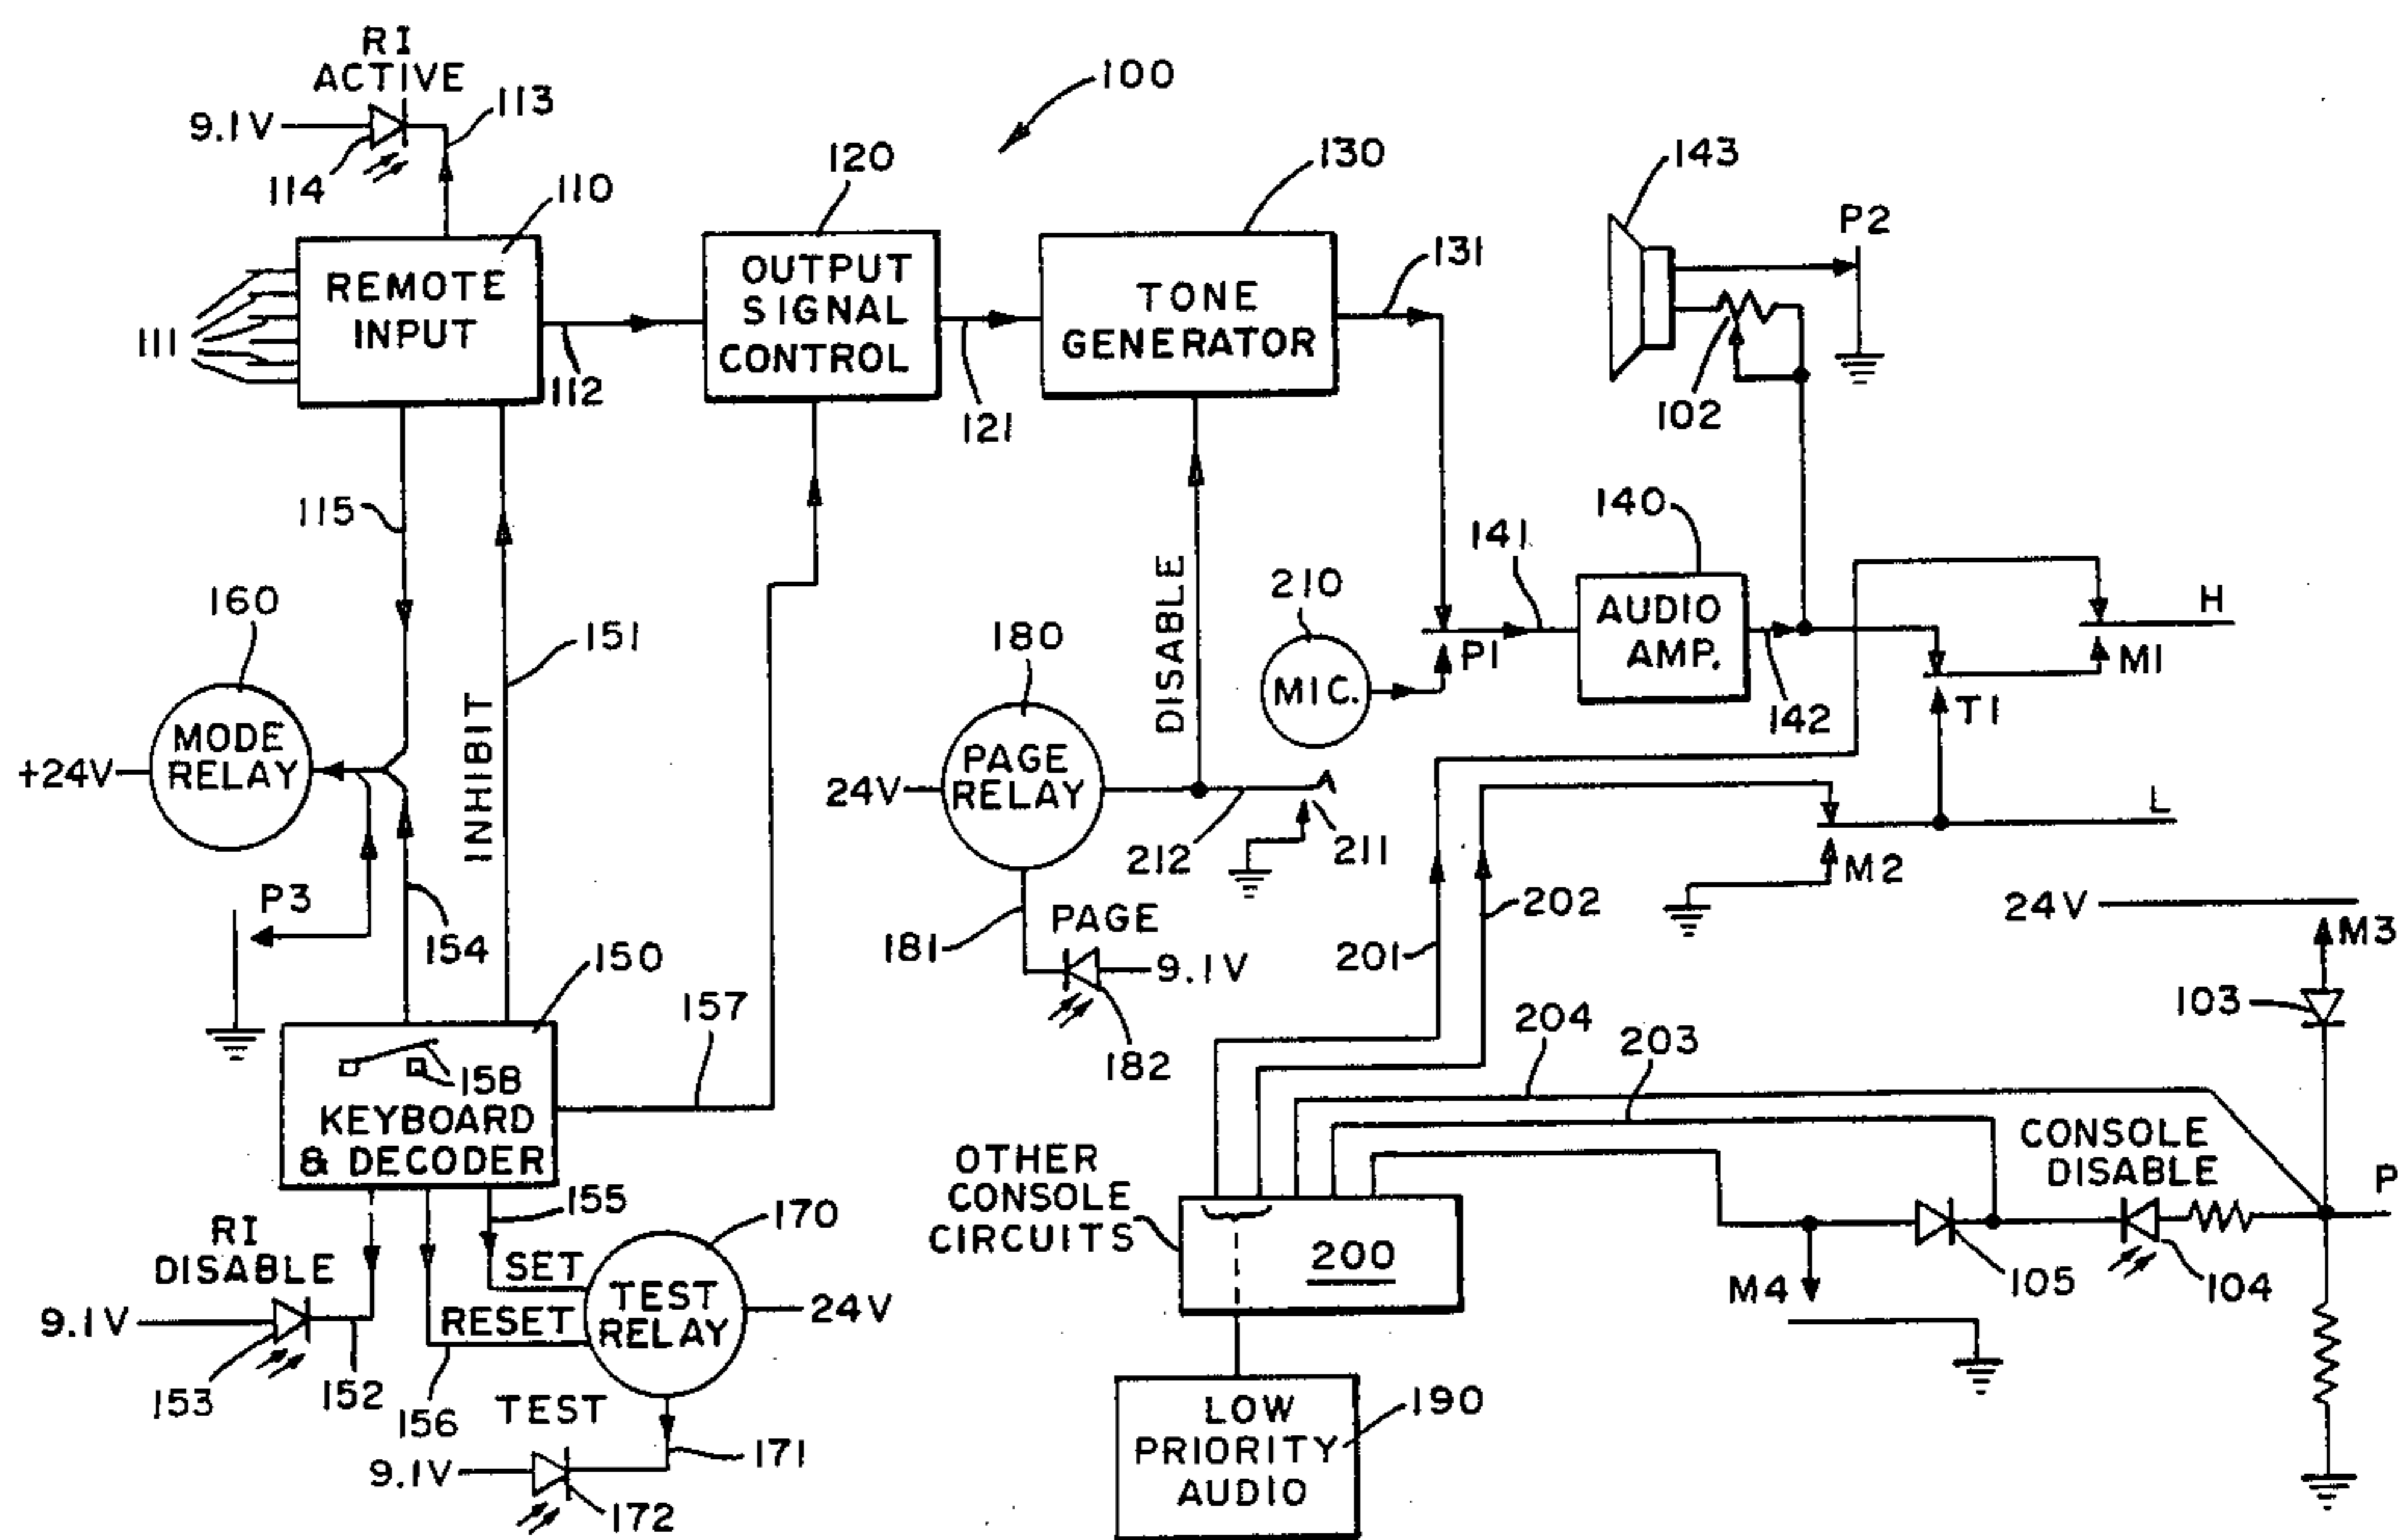 RI
ACTIVE
9.1V
113
114
110
111
REMOTE
INPUT
112
120
OUTPUT
SIGNAL
CONTROL
121
100
130
TONE
GENERATOR
131
143
P2
102
115
160
MODE
RELAY
+24V
P3
154
INHIBIT
151
150
158
KEYBOARD
& DECODER
157
155
RI
DISABLE
9.1V
153
152
156
SET
RESET
170
TEST
RELAY
24V
TEST
9.1V
171
172
180
PAGE
RELAY
24V
DISABLE
212
211
181
PAGE
9.1V
182
210
MIC.
P1
141
140
AUDIO
AMP.
142
T1
M1
H
L
M2
201
202
24V
M3
103
204
203
OTHER
CONSOLE
CIRCUITS
200
CONSOLE
DISABLE
P
M4
105
104
LOW
PRIORITY
AUDIO
190